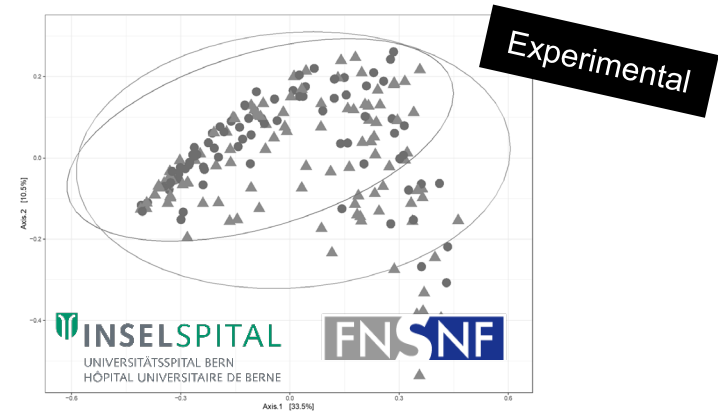 Experimental
0.2
0.0
−0.2
−0.4
Axis.2 [10.5%]
INSELSPITAL
UNIVERSITÄTSSPITAL BERN
HÔPITAL UNIVERSITAIRE DE BERNE
FNSNF
−0.6
−0.3
0.0
0.3
0.6
Axis.1 [33.5%]